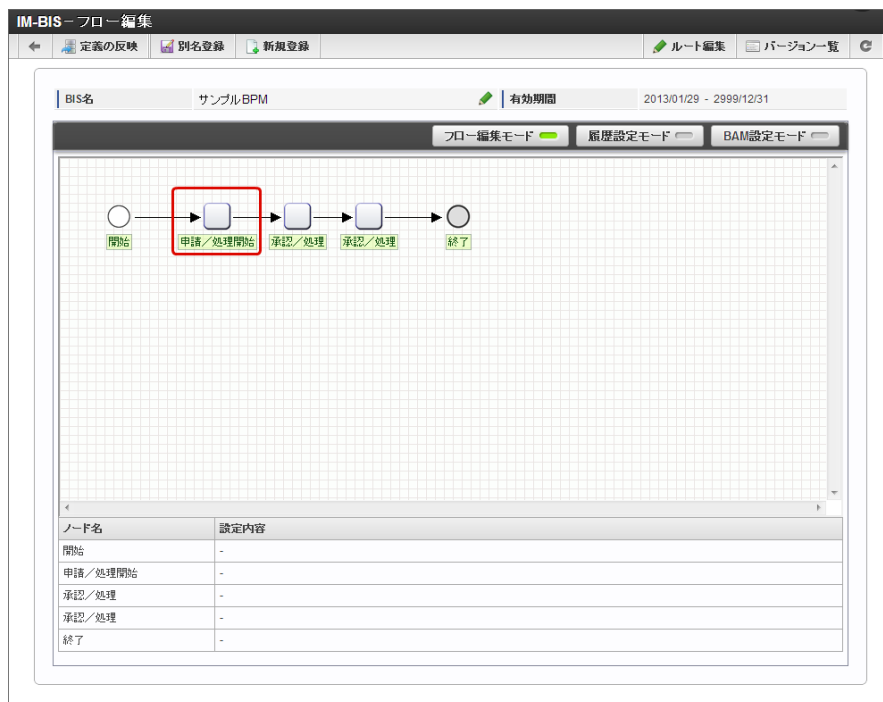 IM-BIS－フロー編集
定義の反映 別名登録 新規登録 ルート編集 バージョン一覧
BIS名 サンプルBPM 有効期間 2013/01/29 - 2999/12/31
フロー編集モード 履歴設定モード BAM設定モード
開始 申請／処理開始 承認／処理 承認／処理 終了
ノード名 設定内容
開始 -
申請／処理開始 -
承認／処理 -
承認／処理 -
終了 -